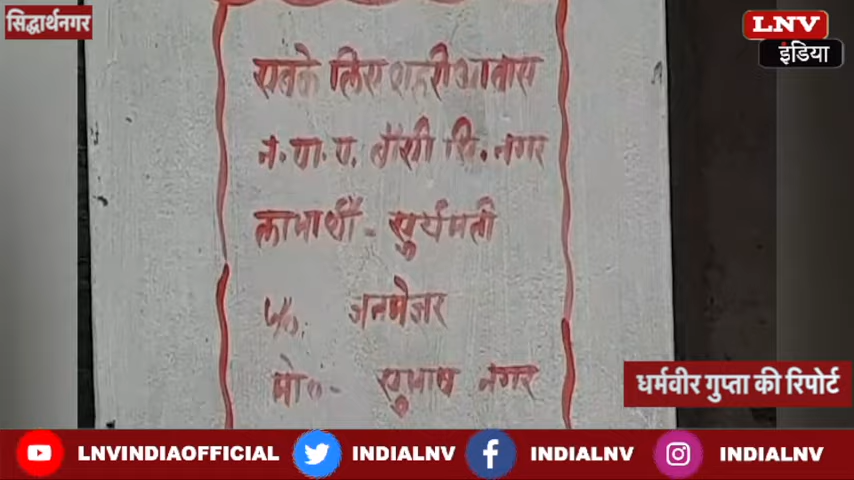 सिद्धार्थनगर
LNV
इंडिया
सबके लिए शहरी आवास
न.पा.प. बाँसी सि.नगर
लाभार्थी - सुर्यमती
जनमेजर
मो० - सुभाष नगर
धर्मवीर गुप्ता की रिपोर्ट
LNVINDIAOFFICIAL INDIALNV INDIALNV INDIALNV